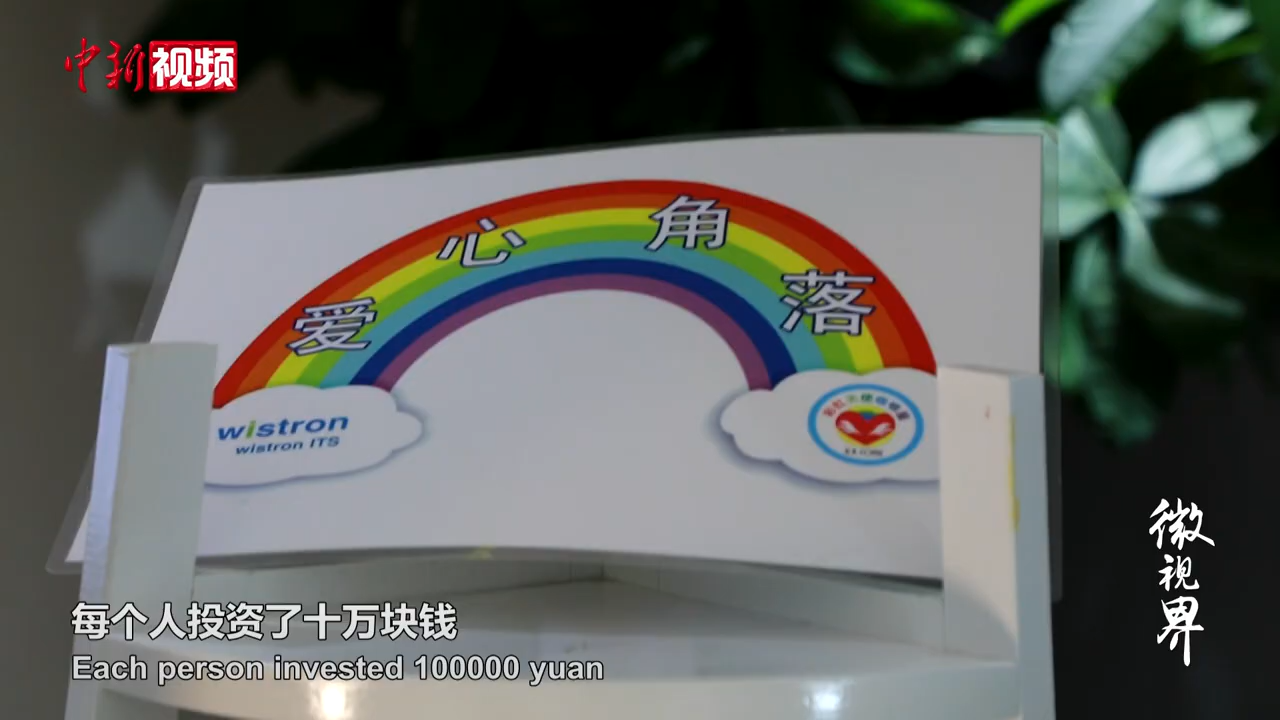 中新视频
爱心角落
wistron
wistron ITS
微视界
每个人投资了十万块钱
Each person invested 100000 yuan